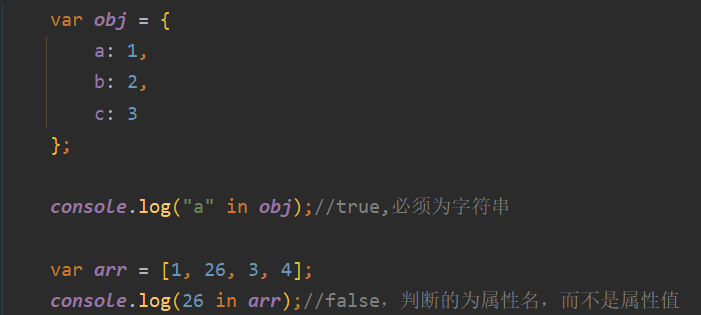 var obj = {
    a: 1,
    b: 2,
    c: 3
};
console.log("a" in obj);//true,必须为字符串
var arr = [1, 26, 3, 4];
console.log(26 in arr);//false，判断的为属性名，而不是属性值